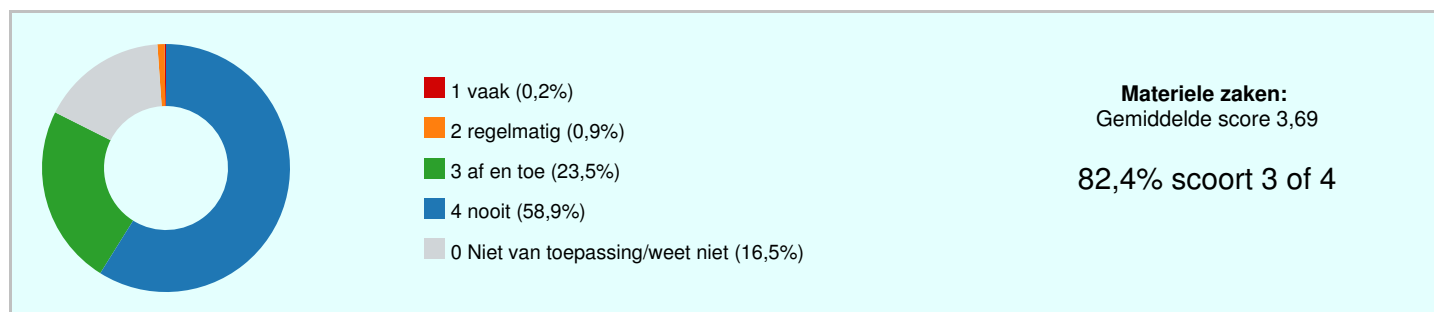 1 vaak (0,2%)
2 regelmatig (0,9%)
3 af en toe (23,5%)
4 nooit (58,9%)
0 Niet van toepassing/weet niet (16,5%)
Materiele zaken:
Gemiddelde score 3,69
82,4% scoort 3 of 4